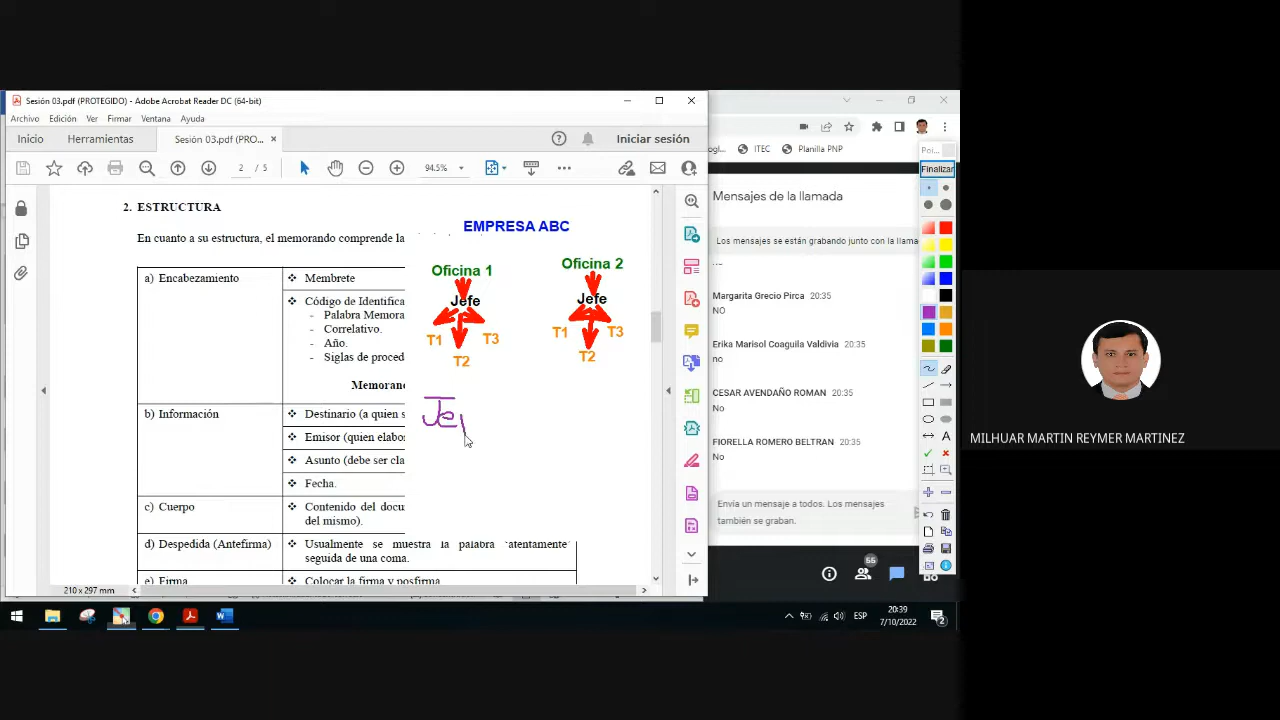 Sesión 03.pdf (PROTEGIDO) - Adobe Acrobat Reader DC (64-bit)
Archivo Edición Ver Firmar Ventana Ayuda
Inicio Herramientas Sesión 03.pdf (PRO... × Iniciar sesión
2 / 5 94.5%
2. ESTRUCTURA
En cuanto a su estructura, el memorando comprende la
a) Encabezamiento
❖ Membrete
❖ Código de Identifica
- Palabra Memora
- Correlativo.
- Año.
- Siglas de procede
Memorand
b) Información
❖ Destinario (a quien s
❖ Emisor (quien elabor
❖ Asunto (debe ser cla
❖ Fecha.
c) Cuerpo
❖ Contenido del docum
del mismo).
d) Despedida (Antefirma)
❖ Usualmente se muestra la palabra "atentamente"
seguida de una coma.
e) Firma
❖ Colocar la firma y posfirma
210 x 297 mm
EMPRESA ABC
Oficina 1
Jefe
T1 T3
T2
Oficina 2
Jefe
T1 T3
T2
Je
ITEC Planilla PNP
Mensajes de la llamada
Los mensajes se están grabando junto con la llama
Margarita Grecio Pirca 20:35
NO
Erika Marisol Coaguila Valdivia 20:35
no
CESAR AVENDAÑO ROMAN 20:35
No
FIORELLA ROMERO BELTRAN 20:35
No
Envía un mensaje a todos. Los mensajes
también se graban.
55
Finalizar
A
MILHUAR MARTIN REYMER MARTINEZ
ESP
20:39
7/10/2022
2